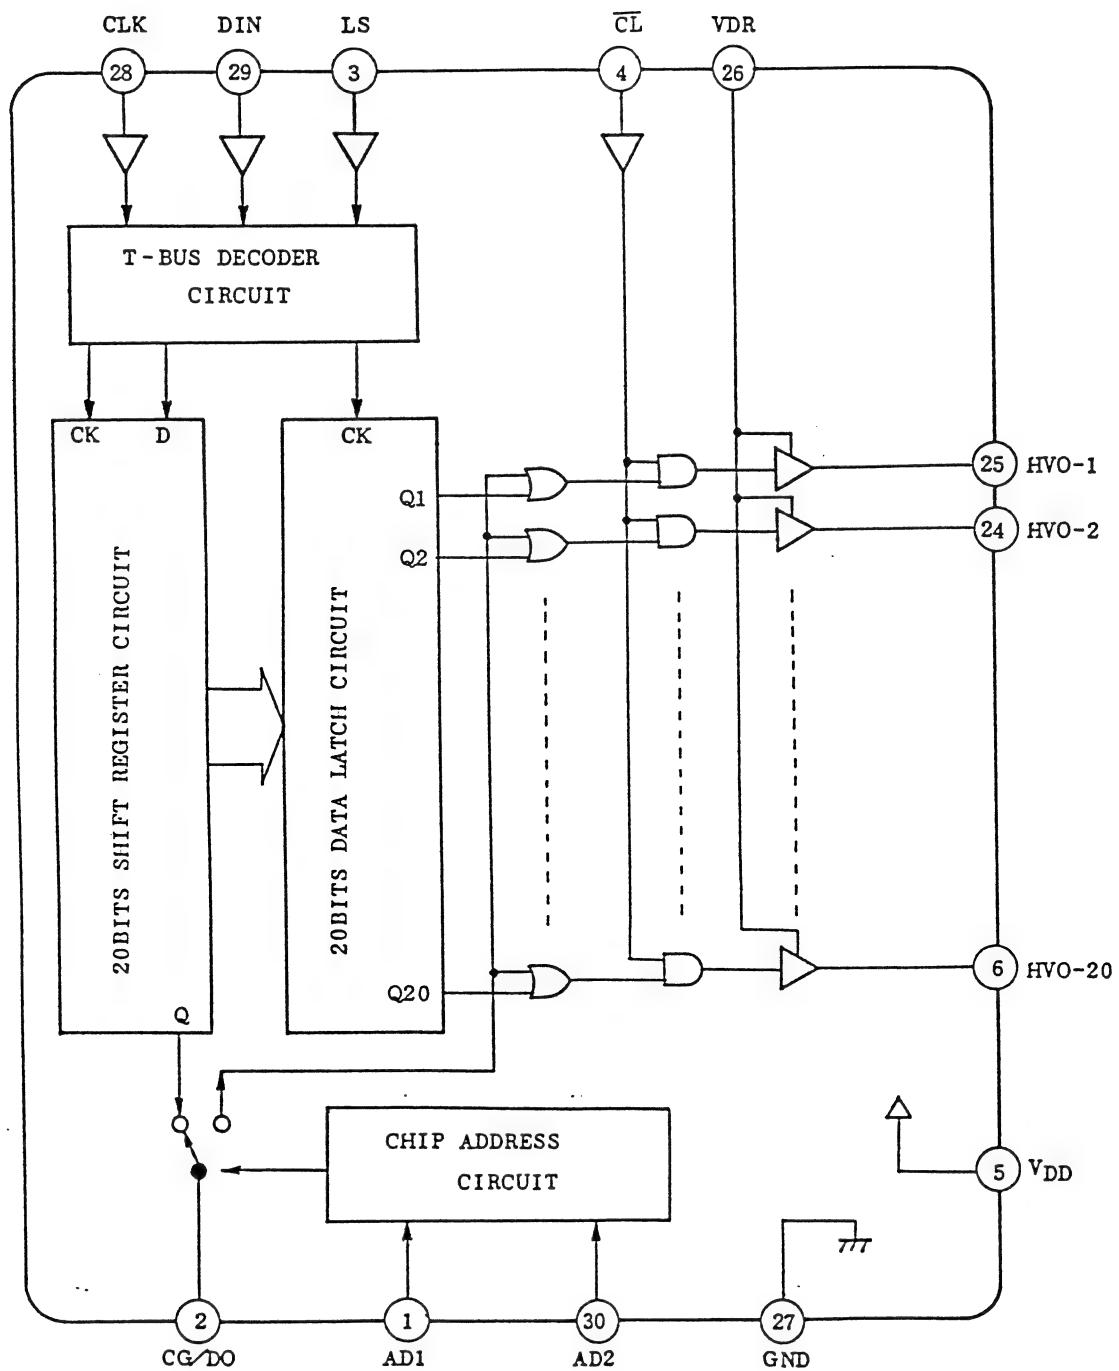 CLK DIN LS C̅L̅ VDR
28 29 3 4 26
T-BUS DECODER
CIRCUIT
CK D CK
25 HVO-1
Q1
24 HVO-2
Q2
20BITS SHIFT REGISTER CIRCUIT
20BITS DATA LATCH CIRCUIT
6 HVO-20
Q20
Q
CHIP ADDRESS
CIRCUIT
5 VDD
2 1 30 27
CG/DO AD1 AD2 GND